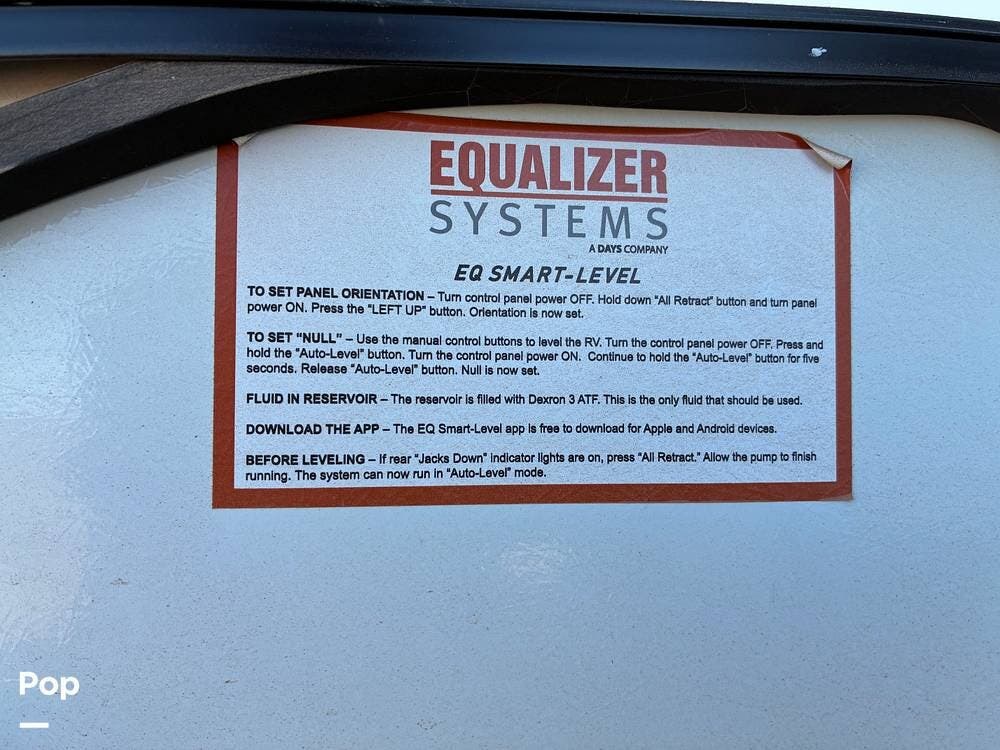 EQUALIZER
SYSTEMS
A DAYS COMPANY
EQ SMART-LEVEL
TO SET PANEL ORIENTATION – Turn control panel power OFF. Hold down "All Retract" button and turn panel
power ON. Press the "LEFT UP" button. Orientation is now set.
TO SET "NULL" – Use the manual control buttons to level the RV. Turn the control panel power OFF. Press and
hold the "Auto-Level" button. Turn the control panel power ON. Continue to hold the "Auto-Level" button for five
seconds. Release "Auto-Level" button. Null is now set.
FLUID IN RESERVOIR – The reservoir is filled with Dexron 3 ATF. This is the only fluid that should be used.
DOWNLOAD THE APP – The EQ Smart-Level app is free to download for Apple and Android devices.
BEFORE LEVELING – If rear "Jacks Down" indicator lights are on, press "All Retract." Allow the pump to finish
running. The system can now run in "Auto-Level" mode.
Pop